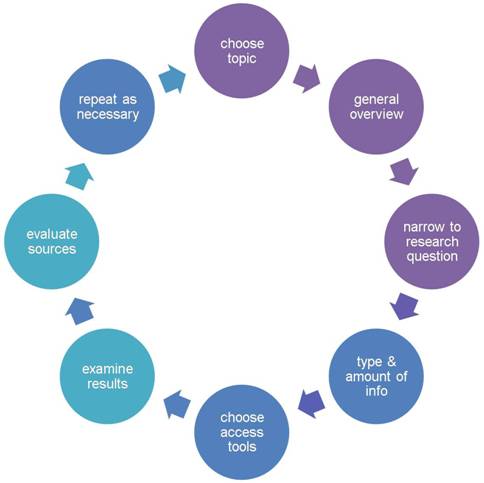 choose
topic
general
overview
narrow to
research
question
type &
amount of
info
choose
access
tools
examine
results
evaluate
sources
repeat as
necessary